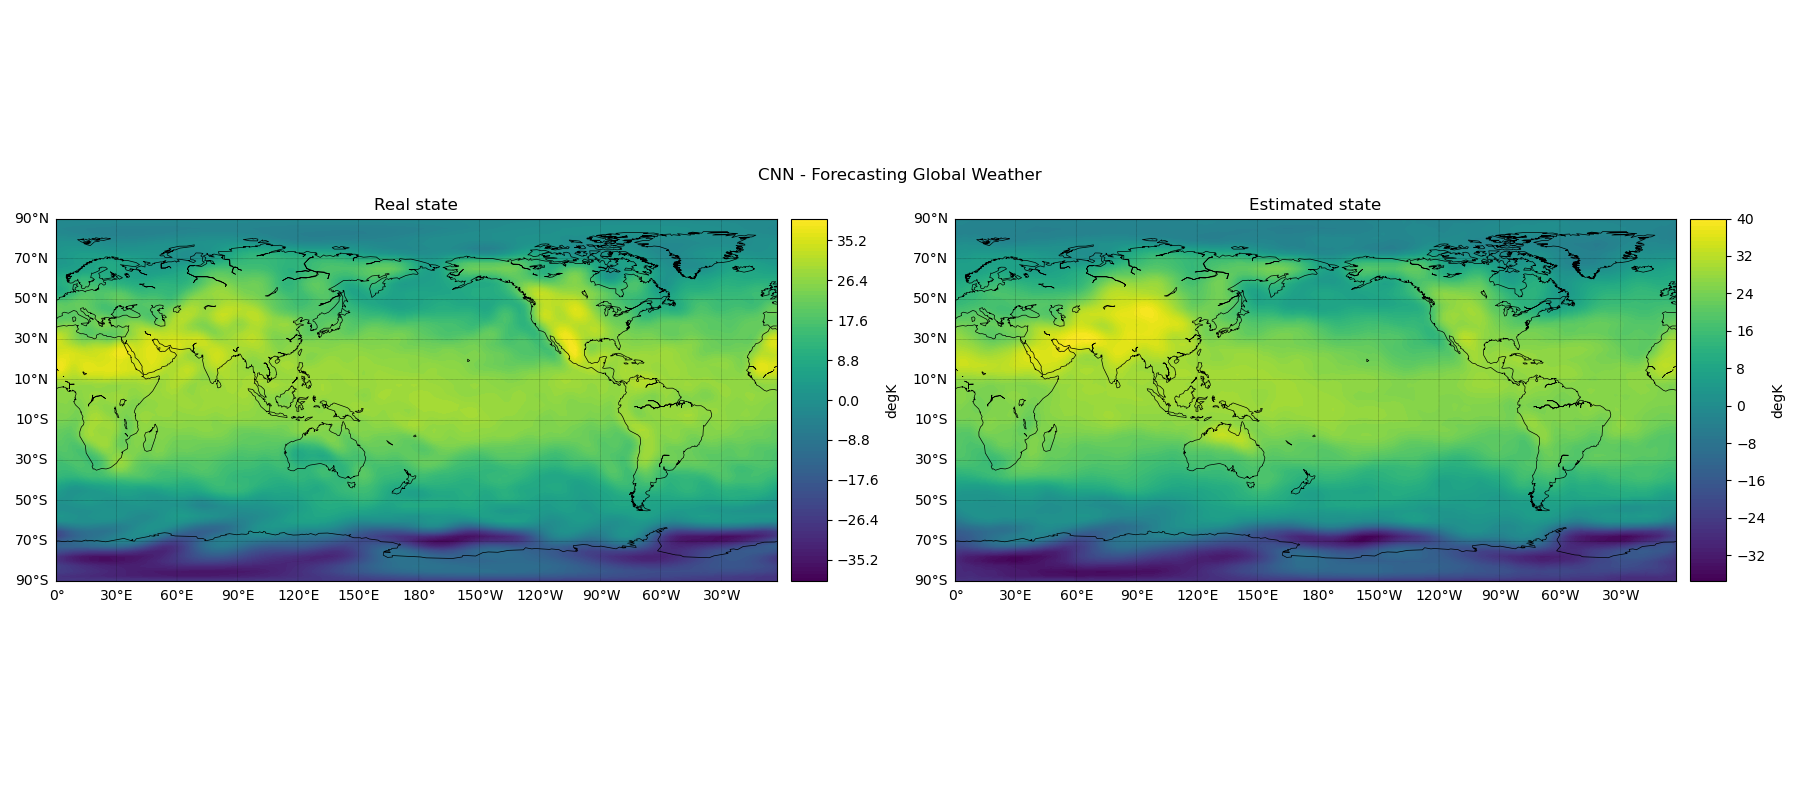 CNN - Forecasting Global Weather
Real state
90°N
70°N
50°N
30°N
10°N
10°S
30°S
50°S
70°S
90°S
0° 30°E 60°E 90°E 120°E 150°E 180° 150°W 120°W 90°W 60°W 30°W
35.2
26.4
17.6
8.8
0.0
−8.8
−17.6
−26.4
−35.2
degK
Estimated state
90°N
70°N
50°N
30°N
10°N
10°S
30°S
50°S
70°S
90°S
0° 30°E 60°E 90°E 120°E 150°E 180° 150°W 120°W 90°W 60°W 30°W
40
32
24
16
8
0
−8
−16
−24
−32
degK